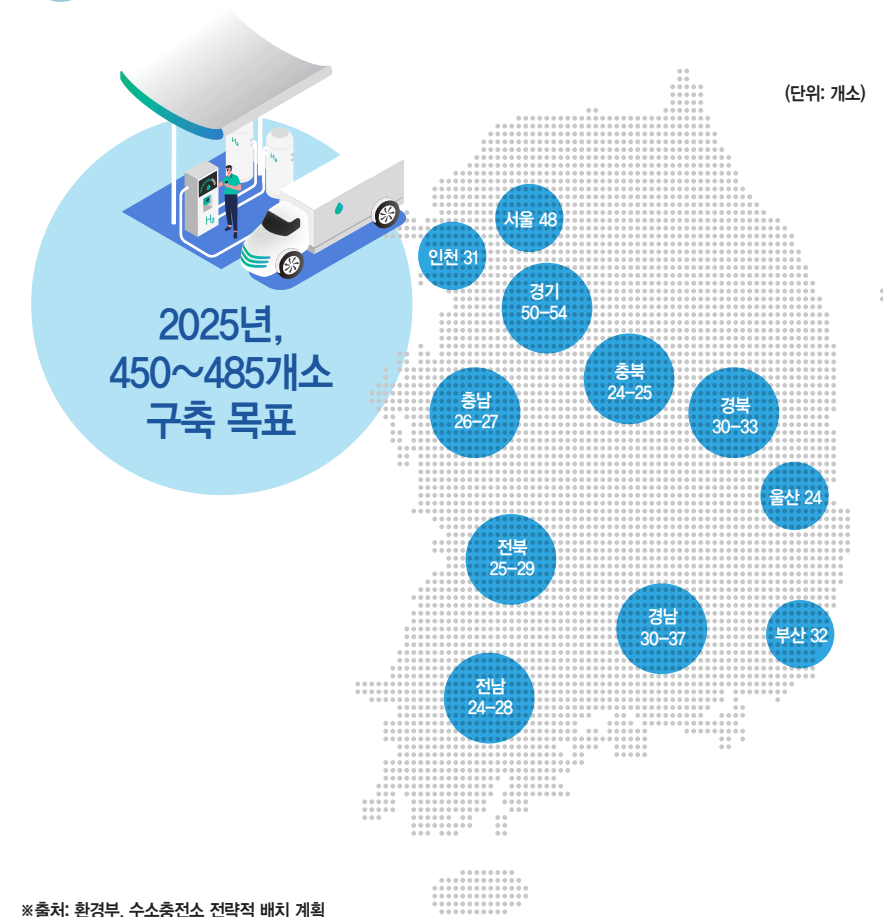 (단위: 개소)
H₂
H₂
H₂
서울 48
인천 31
경기
50-54
2025년,
450~485개소
구축 목표
충북
24-25
충남
26-27
경북
30-33
울산 24
전북
25-29
경남
30-37
부산 32
전남
24-28
※출처: 환경부, 수소충전소 전략적 배치 계획